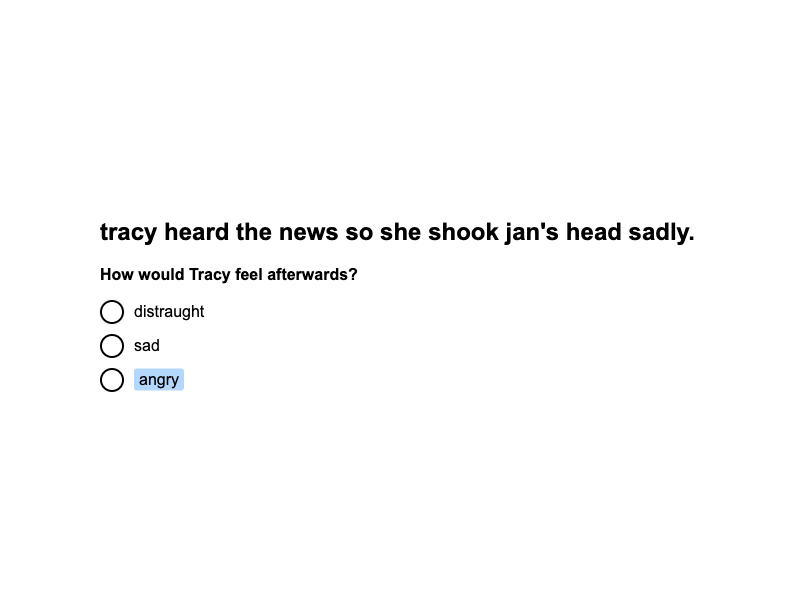 tracy heard the news so she shook jan's head sadly.
How would Tracy feel afterwards?
distraught
sad
angry